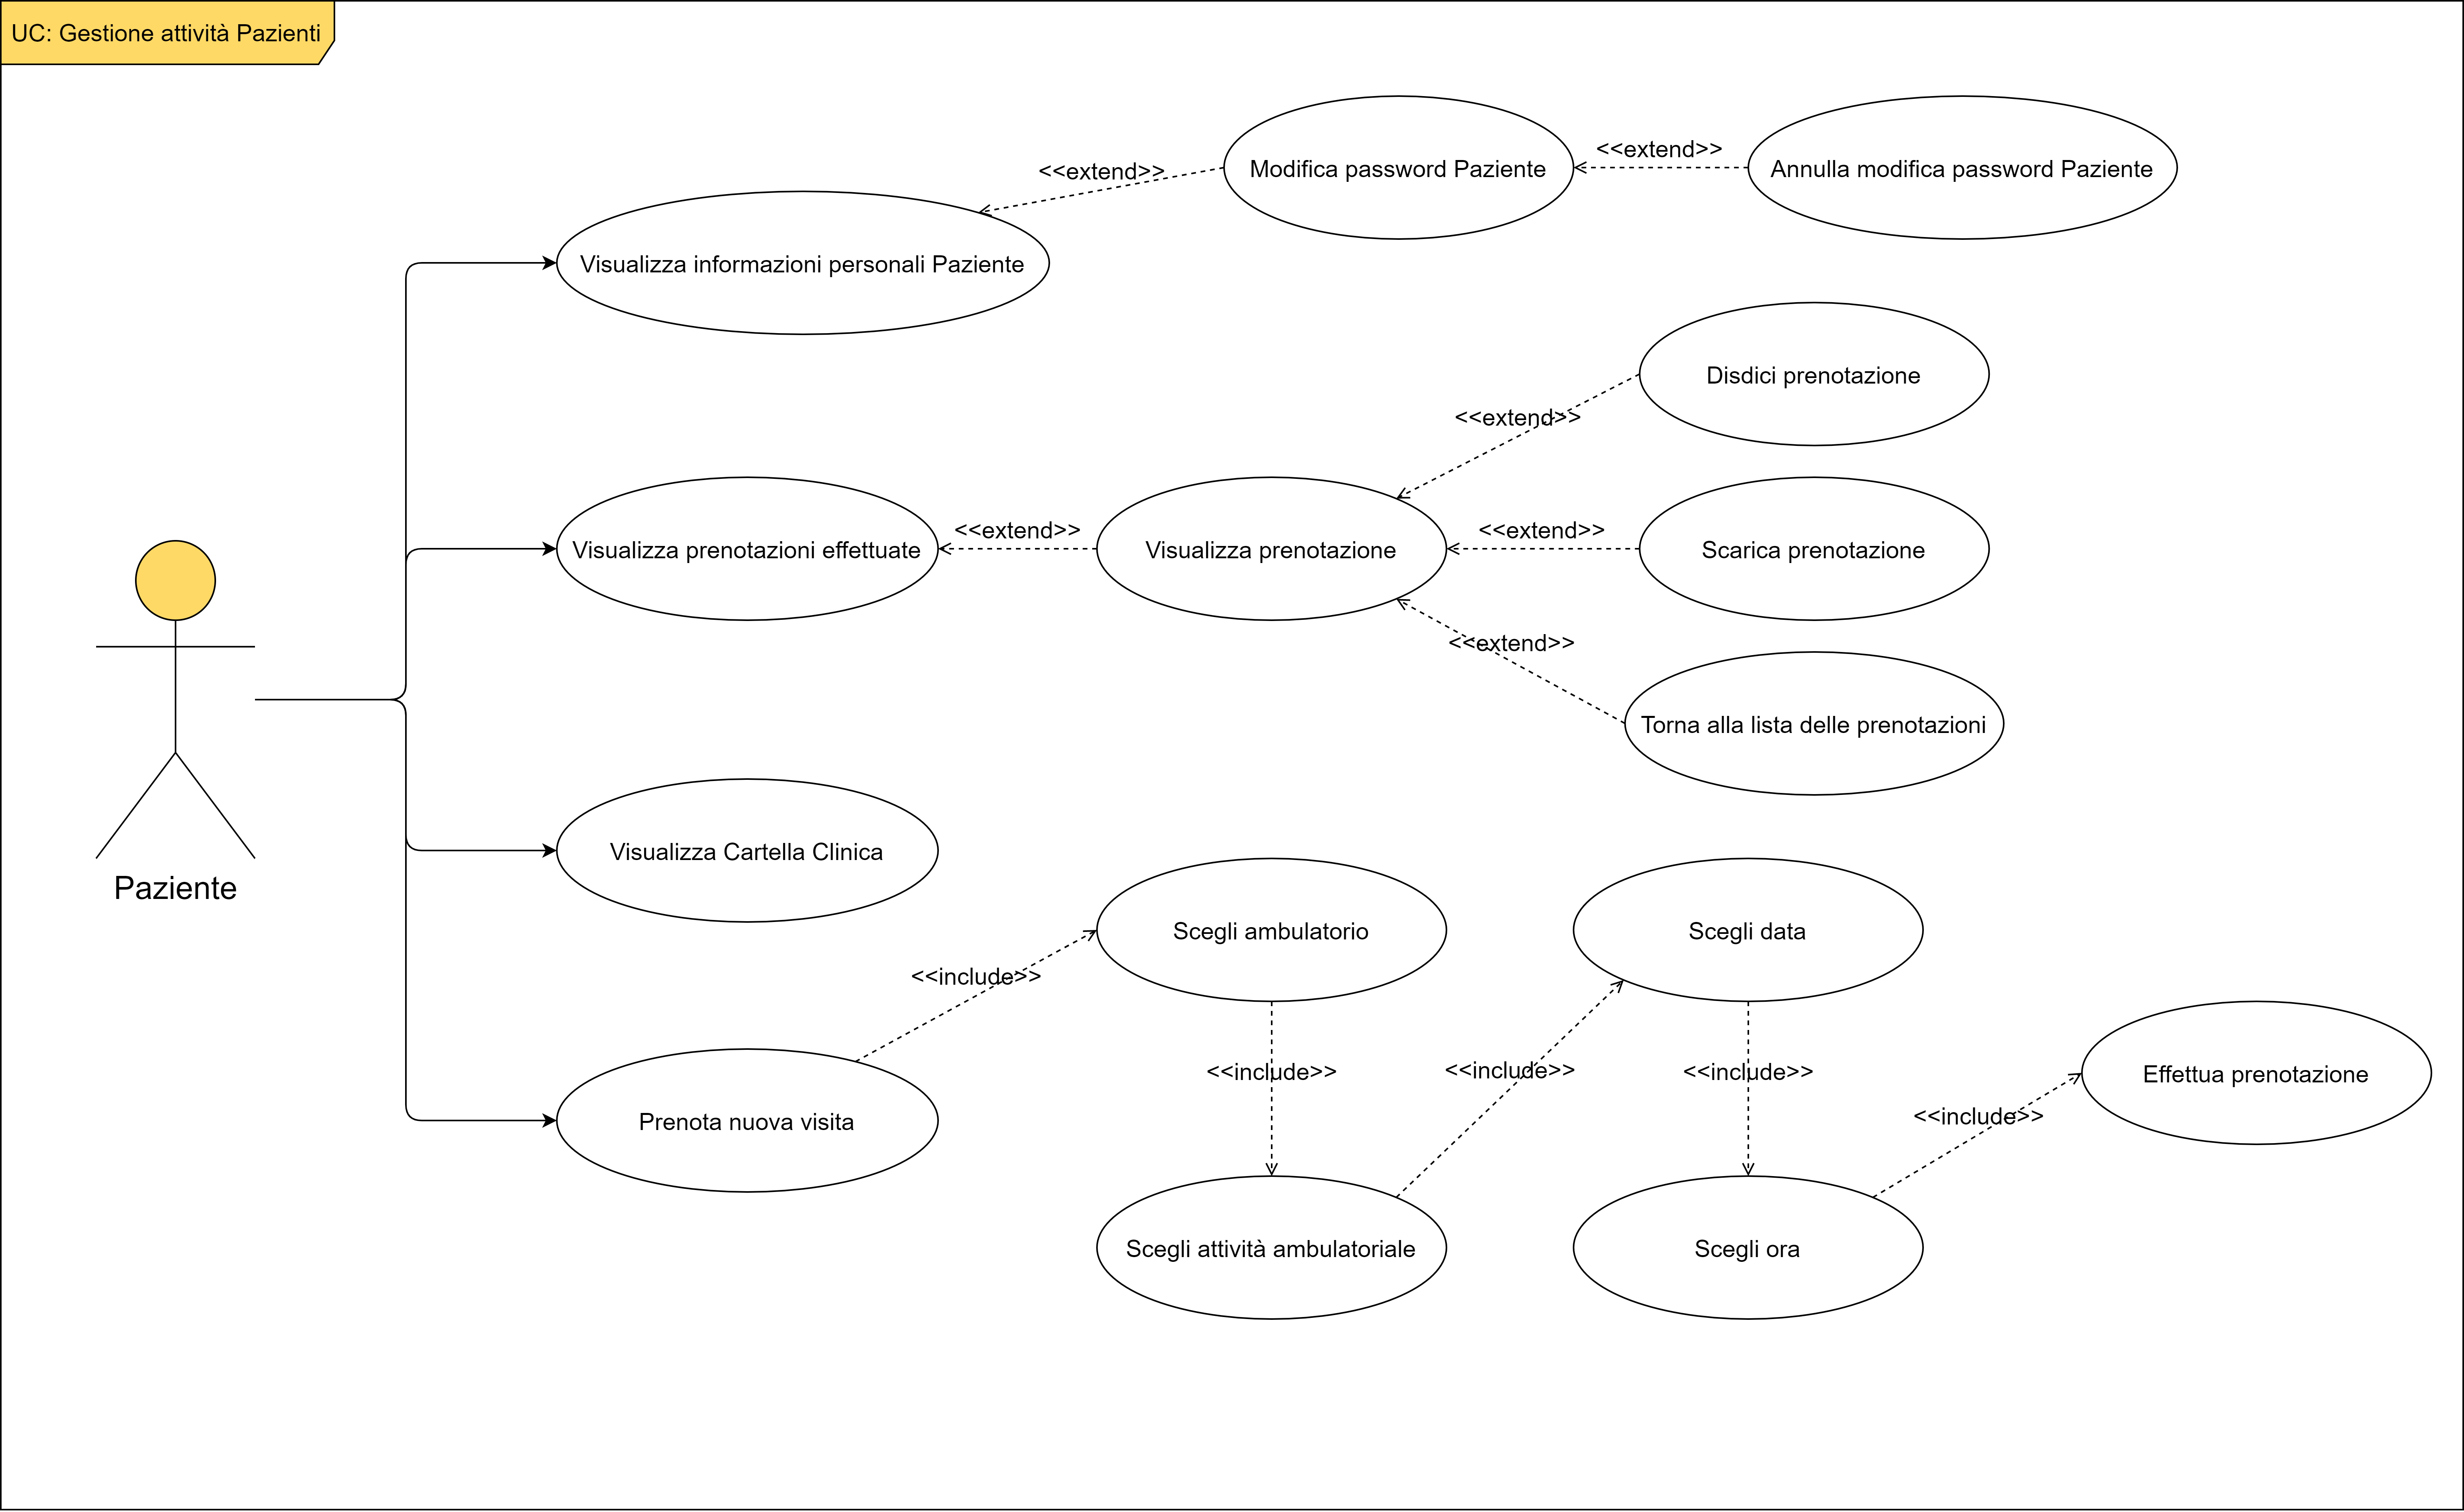 UC: Gestione attività Pazienti
Modifica password Paziente
<<extend>>
Annulla modifica password Paziente
<<extend>>
Visualizza informazioni personali Paziente
Disdici prenotazione
<<extend>>
Visualizza prenotazioni effettuate
<<extend>>
Visualizza prenotazione
<<extend>>
Scarica prenotazione
<<extend>>
Torna alla lista delle prenotazioni
Visualizza Cartella Clinica
Paziente
Scegli ambulatorio
Scegli data
<<include>>
<<include>>
<<include>>
<<include>>
Effettua prenotazione
<<include>>
Prenota nuova visita
Scegli attività ambulatoriale
Scegli ora